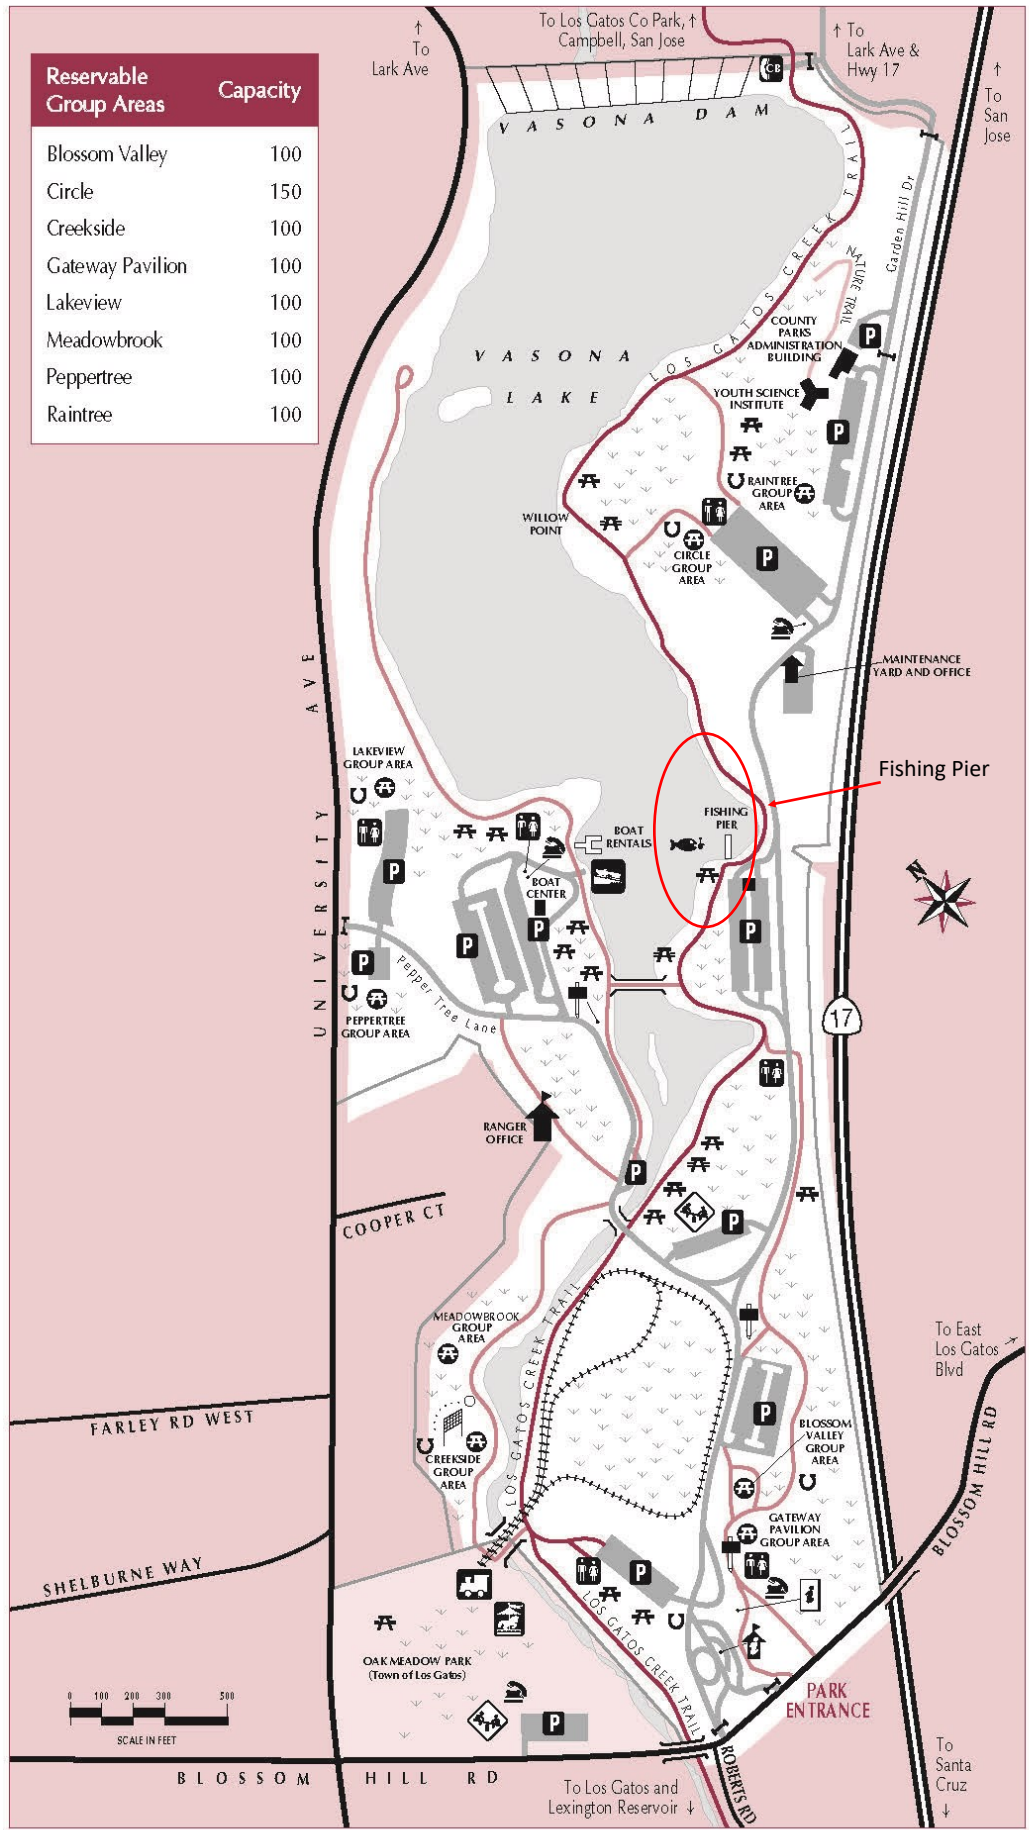 To Los Gatos Co Park, ↑
Campbell, San Jose
↑
To
Lark Ave
↑ To
Lark Ave &
Hwy 17
↑
To
San
Jose
Reservable
Group Areas
Capacity
Blossom Valley 100
Circle 150
Creekside 100
Gateway Pavilion 100
Lakeview 100
Meadowbrook 100
Peppertree 100
Raintree 100
CB
VASONA DAM
LOS GATOS CREEK TRAIL
Garden Hill Dr
NATURE TRAIL
COUNTY
PARKS
ADMINISTRATION
BUILDING
P
VASONA
LAKE
YOUTH SCIENCE
INSTITUTE
P
RAINTREE
GROUP
AREA
WILLOW
POINT
CIRCLE
GROUP
AREA
P
MAINTENANCE
YARD AND OFFICE
UNIVERSITY AVE
LAKEVIEW
GROUP AREA
Fishing Pier
FISHING
PIER
BOAT
RENTALS
P
BOAT
CENTER
P
P
P
P
N
Pepper Tree Lane
PEPPERTREE
GROUP AREA
17
RANGER
OFFICE
P
COOPER CT
P
LOS GATOS CREEK TRAIL
MEADOWBROOK
GROUP
AREA
To East
Los Gatos
Blvd
FARLEY RD WEST
P
BLOSSOM
VALLEY
GROUP
AREA
CREEKSIDE
GROUP
AREA
BLOSSOM HILL RD
GATEWAY
PAVILION
GROUP AREA
SHELBURNE WAY
P
i
LOS GATOS CREEK TRAIL
OAK MEADOW PARK
(Town of Los Gatos)
PARK
ENTRANCE
0 100 200 300 500
SCALE IN FEET
P
BLOSSOM HILL RD
ROBERTS RD
To Los Gatos and
Lexington Reservoir ↓
To
Santa
Cruz
↓